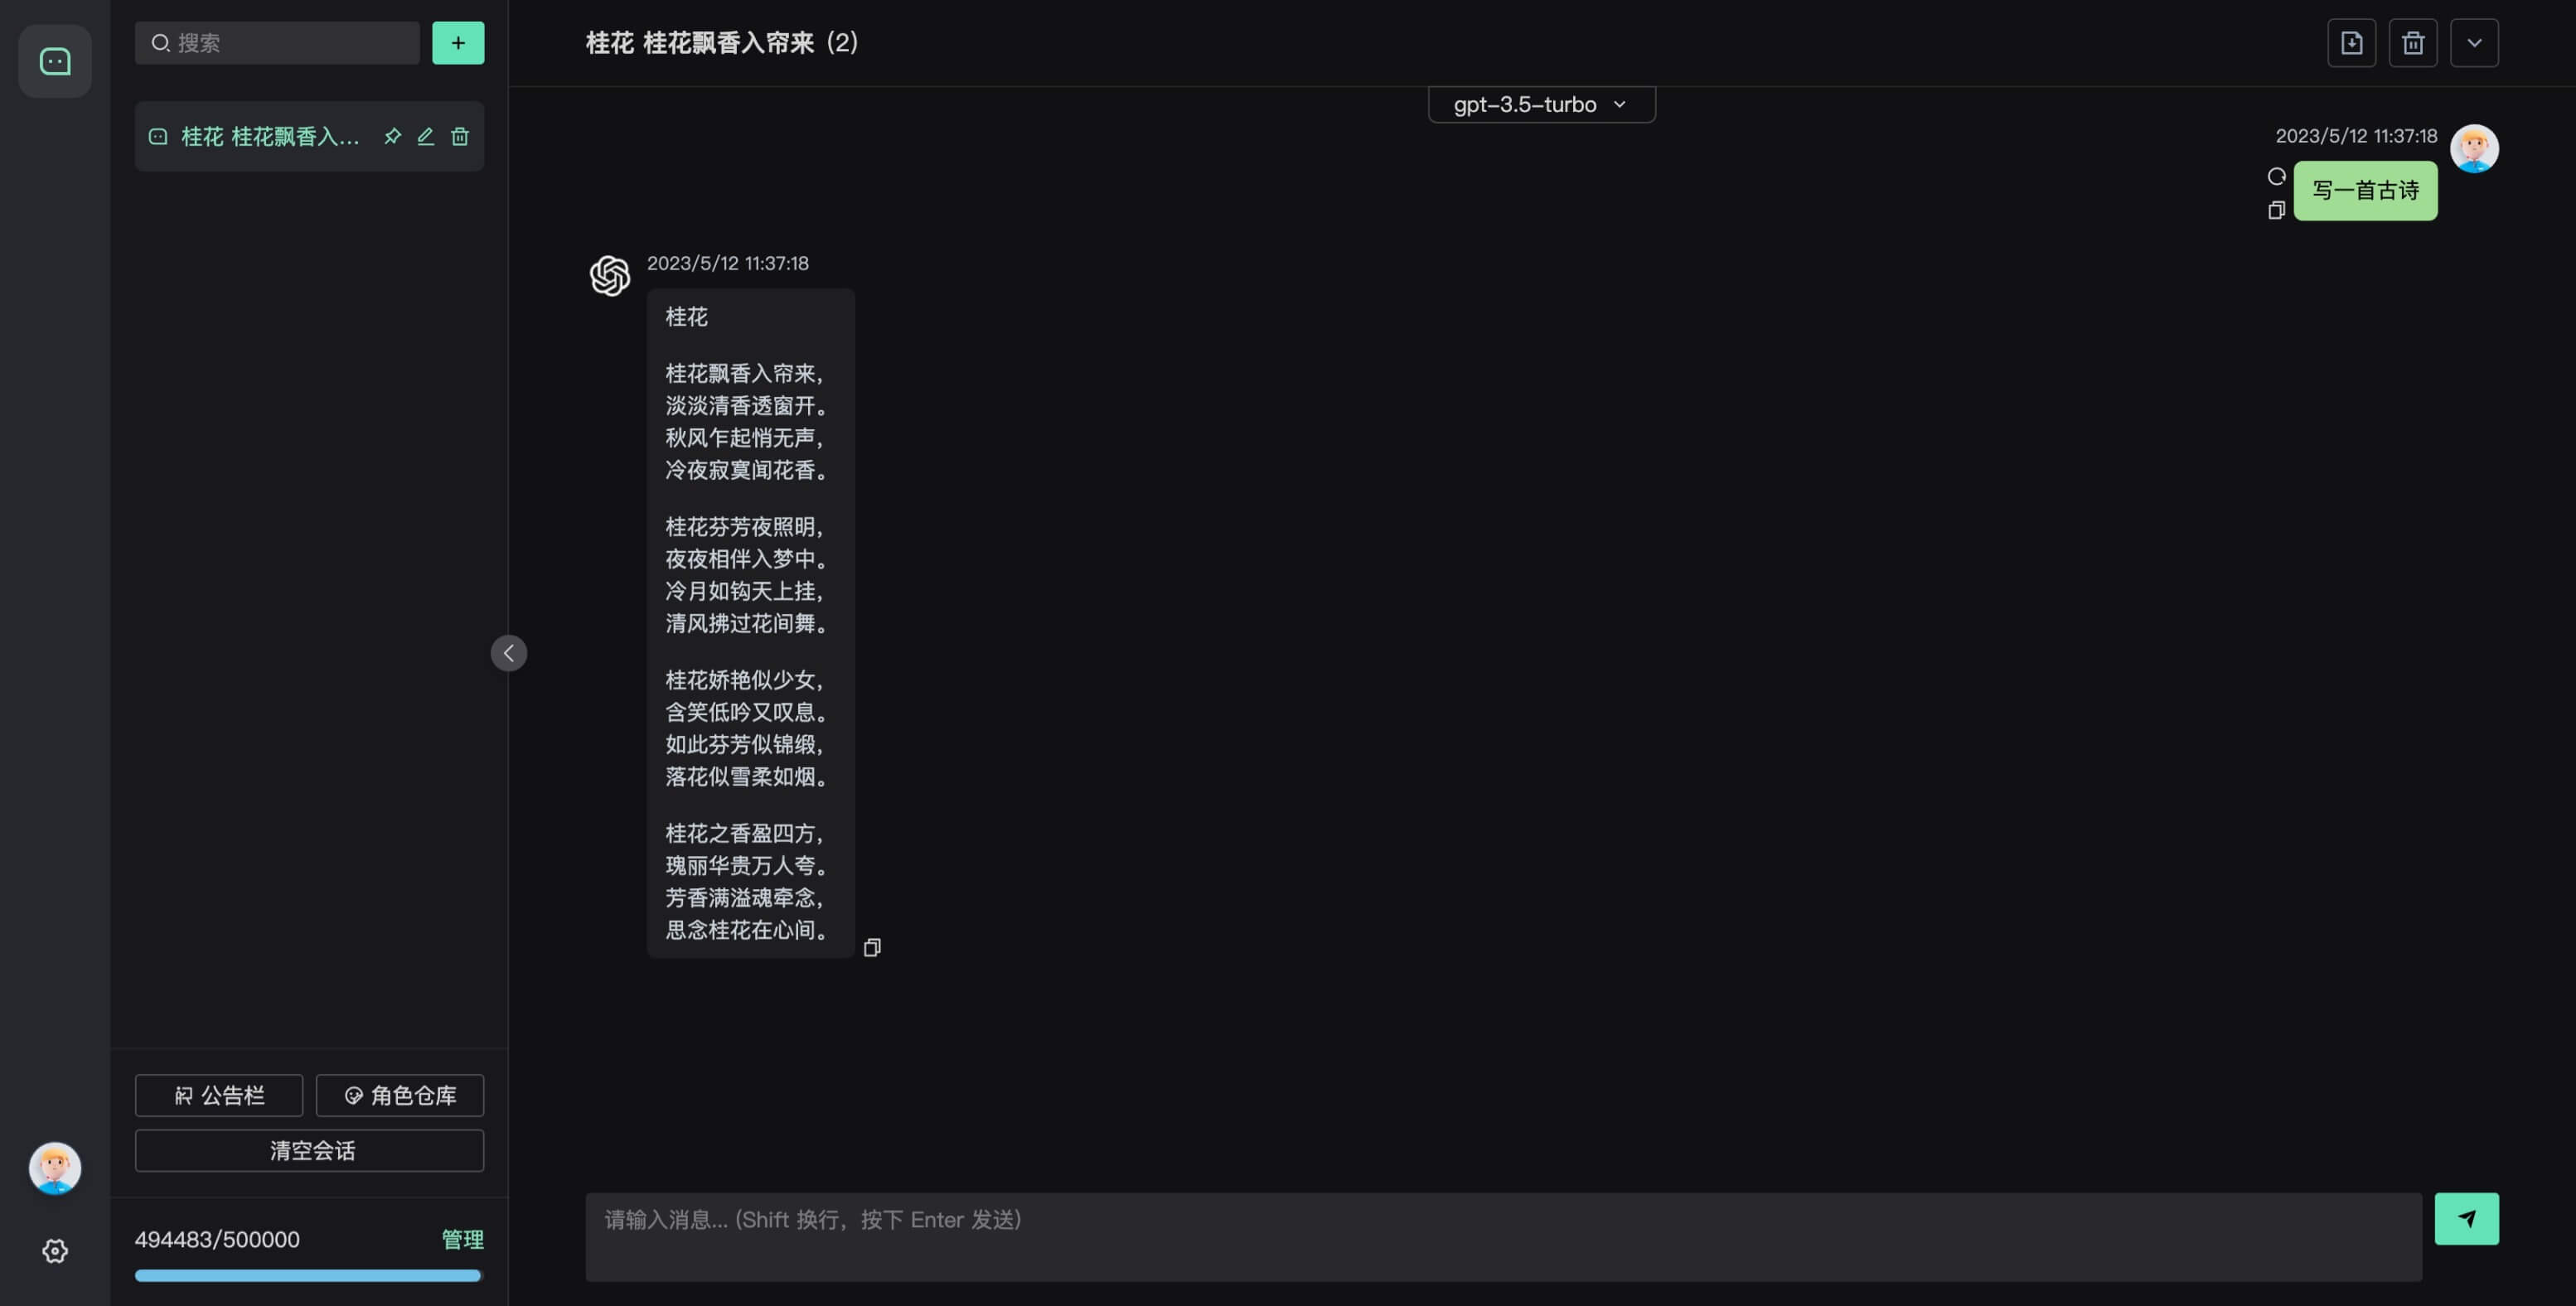 搜索
+
桂花 桂花飘香入...
公告栏
角色仓库
清空会话
494483/500000
管理
桂花 桂花飘香入帘来 (2)
gpt-3.5-turbo
2023/5/12 11:37:18
写一首古诗
2023/5/12 11:37:18
桂花
桂花飘香入帘来，
淡淡清香透窗开。
秋风乍起悄无声，
冷夜寂寞闻花香。
桂花芬芳夜照明，
夜夜相伴入梦中。
冷月如钩天上挂，
清风拂过花间舞。
桂花娇艳似少女，
含笑低吟又叹息。
如此芬芳似锦缎，
落花似雪柔如烟。
桂花之香盈四方，
瑰丽华贵万人夸。
芳香满溢魂牵念，
思念桂花在心间。
请输入消息... (Shift 换行，按下 Enter 发送)